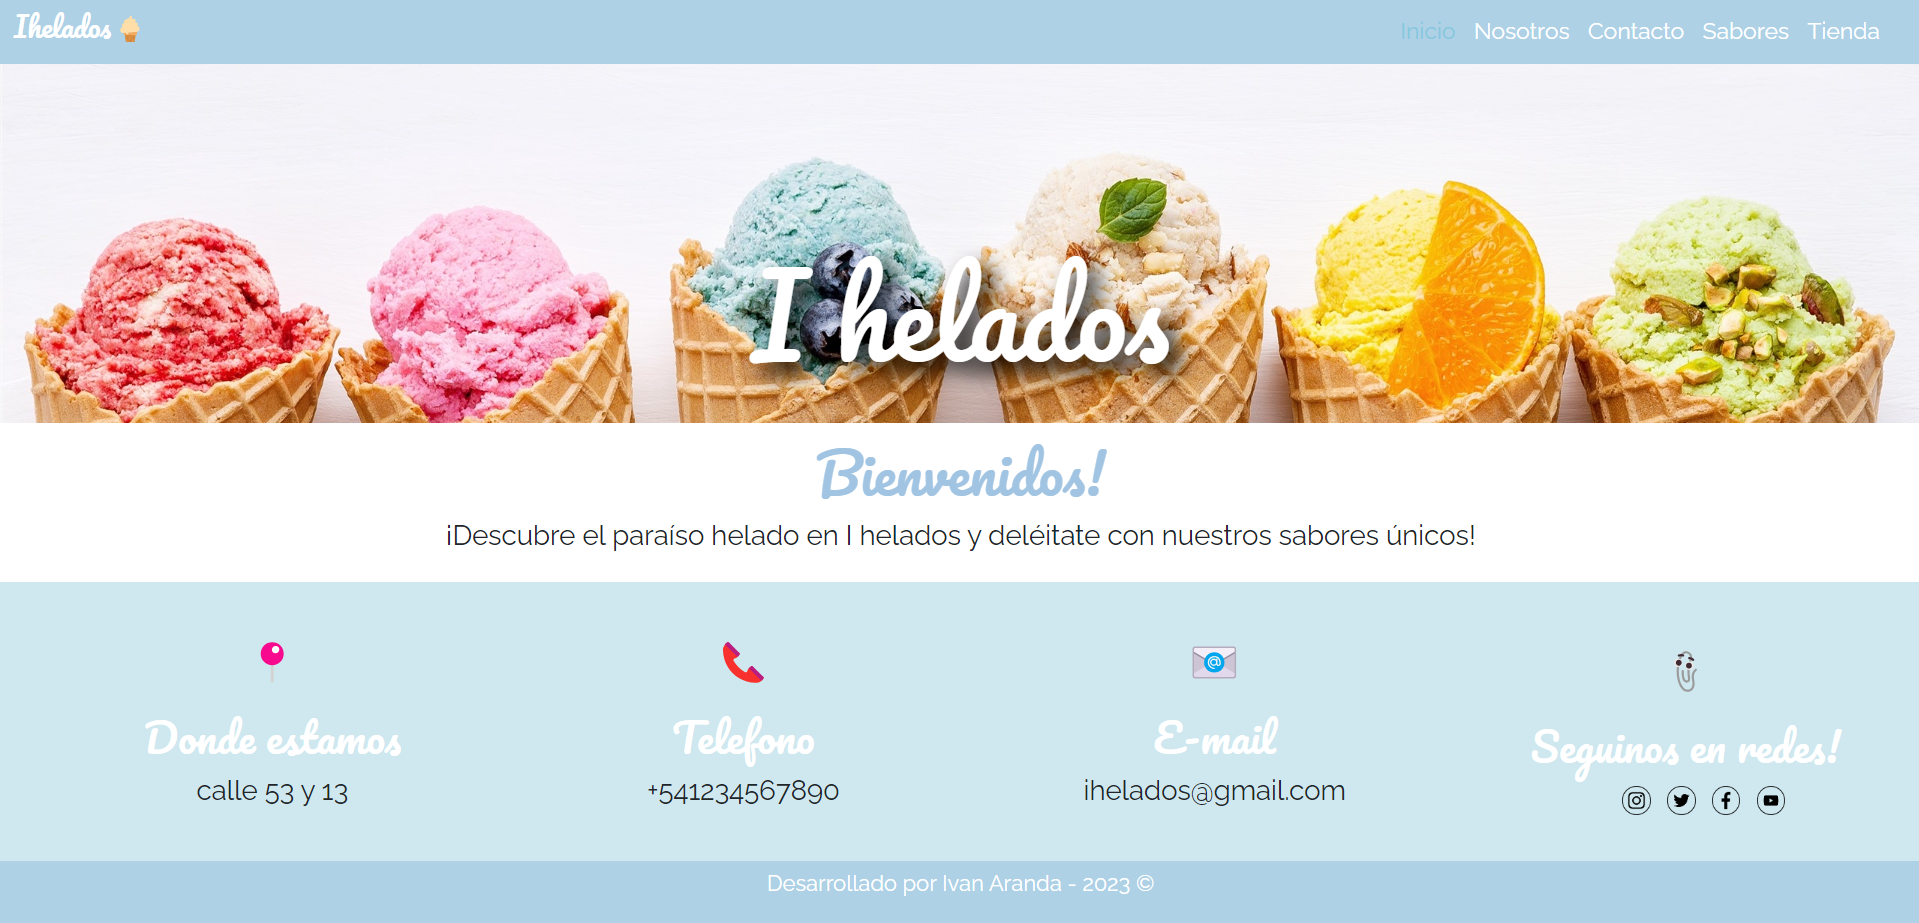 Ihelados
Inicio Nosotros Contacto Sabores Tienda
I helados
Bienvenidos!
¡Descubre el paraíso helado en I helados y deléitate con nuestros sabores únicos!
Donde estamos
calle 53 y 13
Telefono
+541234567890
E-mail
ihelados@gmail.com
Seguinos en redes!
Desarrollado por Ivan Aranda - 2023 ©